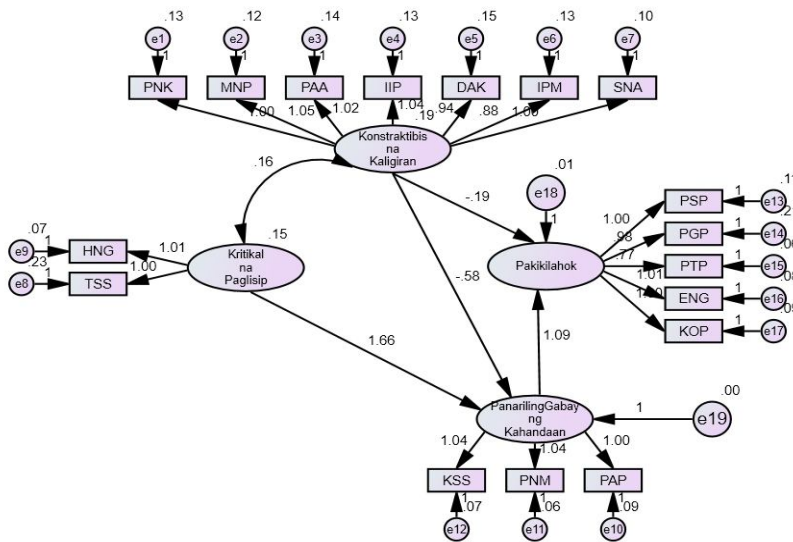 .13 .12 .14 .13 .15 .13 .10
e1 e2 e3 e4 e5 e6 e7
1 1 1 1 1 1 1
PNK MNP PAA IIP DAK IPM SNA
1.00 1.05 1.02 1.04 .94 .88 1.00
.19
Konstraktibis
na
Kaligiran
.16
.01
e18
1
-.19
.07
e9 1 HNG 1.01
.23
e8 1 TSS 1.00
.15
Kritikal
na
Paglisip
Pakikilahok
1.00 PSP 1 e13
.98 PGP 1 e14
.77 PTP 1 e15
1.01 ENG 1 e16
KOP 1 e17
-.58
1.66
1.09
PanarilingGabay
ng
Kahandaan
1
.00
e19
1.04 1.04 1.00
KSS PNM PAP
1 1 1
.07 .06 .09
e12 e11 e10